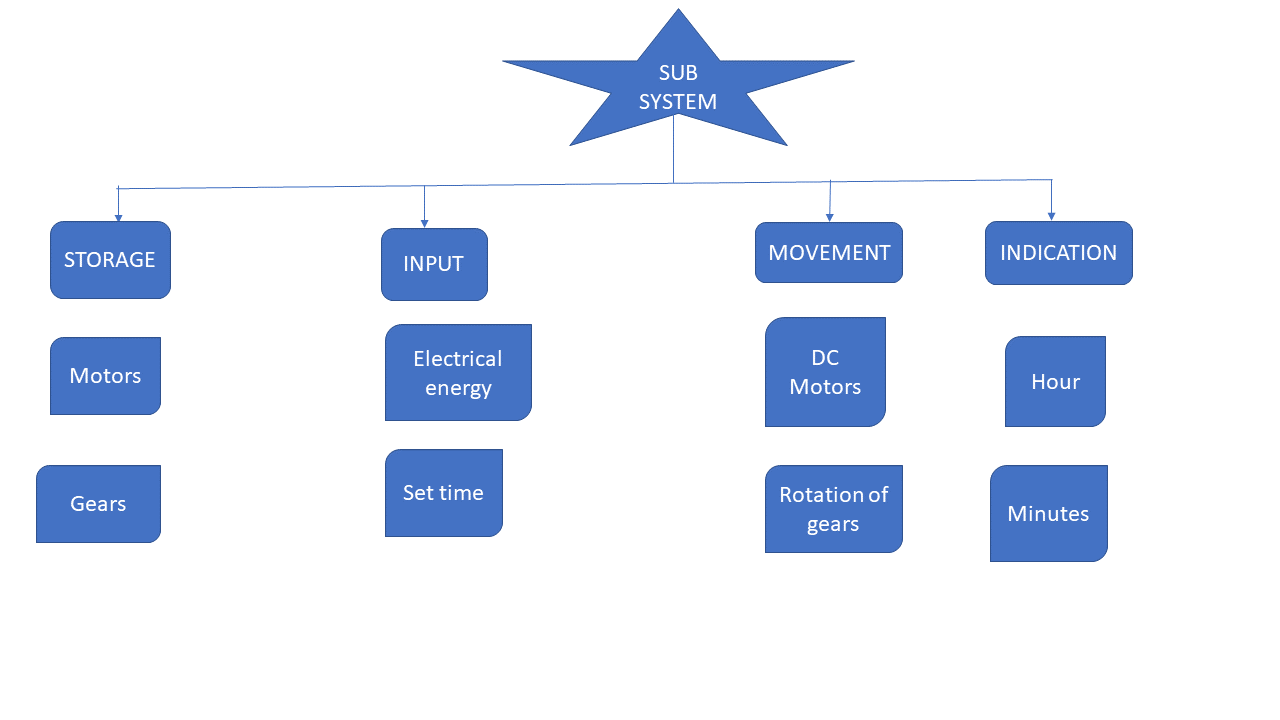 SUB
SYSTEM
STORAGE
INPUT
MOVEMENT
INDICATION
Motors
Electrical
energy
DC
Motors
Hour
Gears
Set time
Rotation of
gears
Minutes